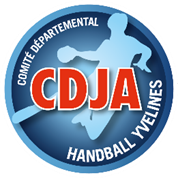 COMITÉ DÉPARTEMENTAL
CDJA
HANDBALL YVELINES